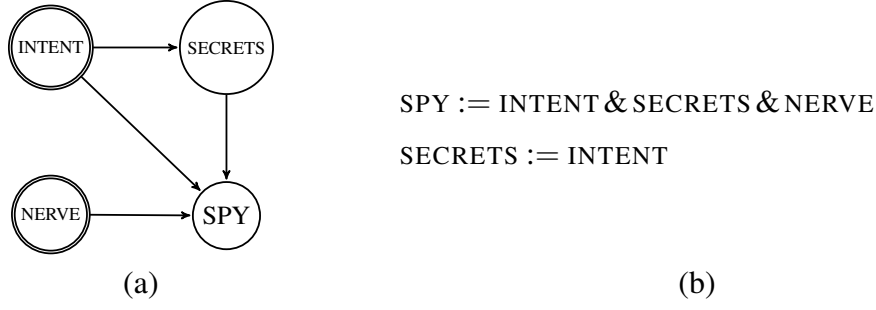 INTENT
SECRETS
NERVE
SPY
SPY := INTENT & SECRETS & NERVE
SECRETS := INTENT
(a)
(b)